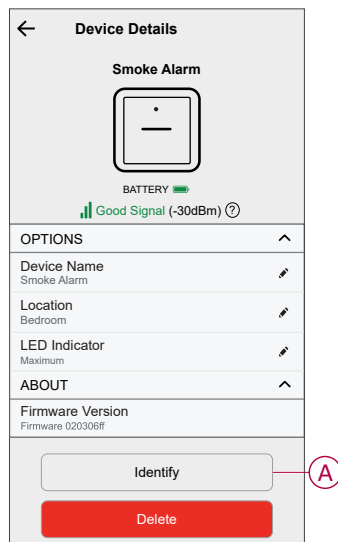 Device Details
Smoke Alarm
BATTERY
Good Signal (-30dBm) ?
OPTIONS
Device Name
Smoke Alarm
Location
Bedroom
LED Indicator
Maximum
ABOUT
Firmware Version
Firmware 020306ff
Identify
A
Delete